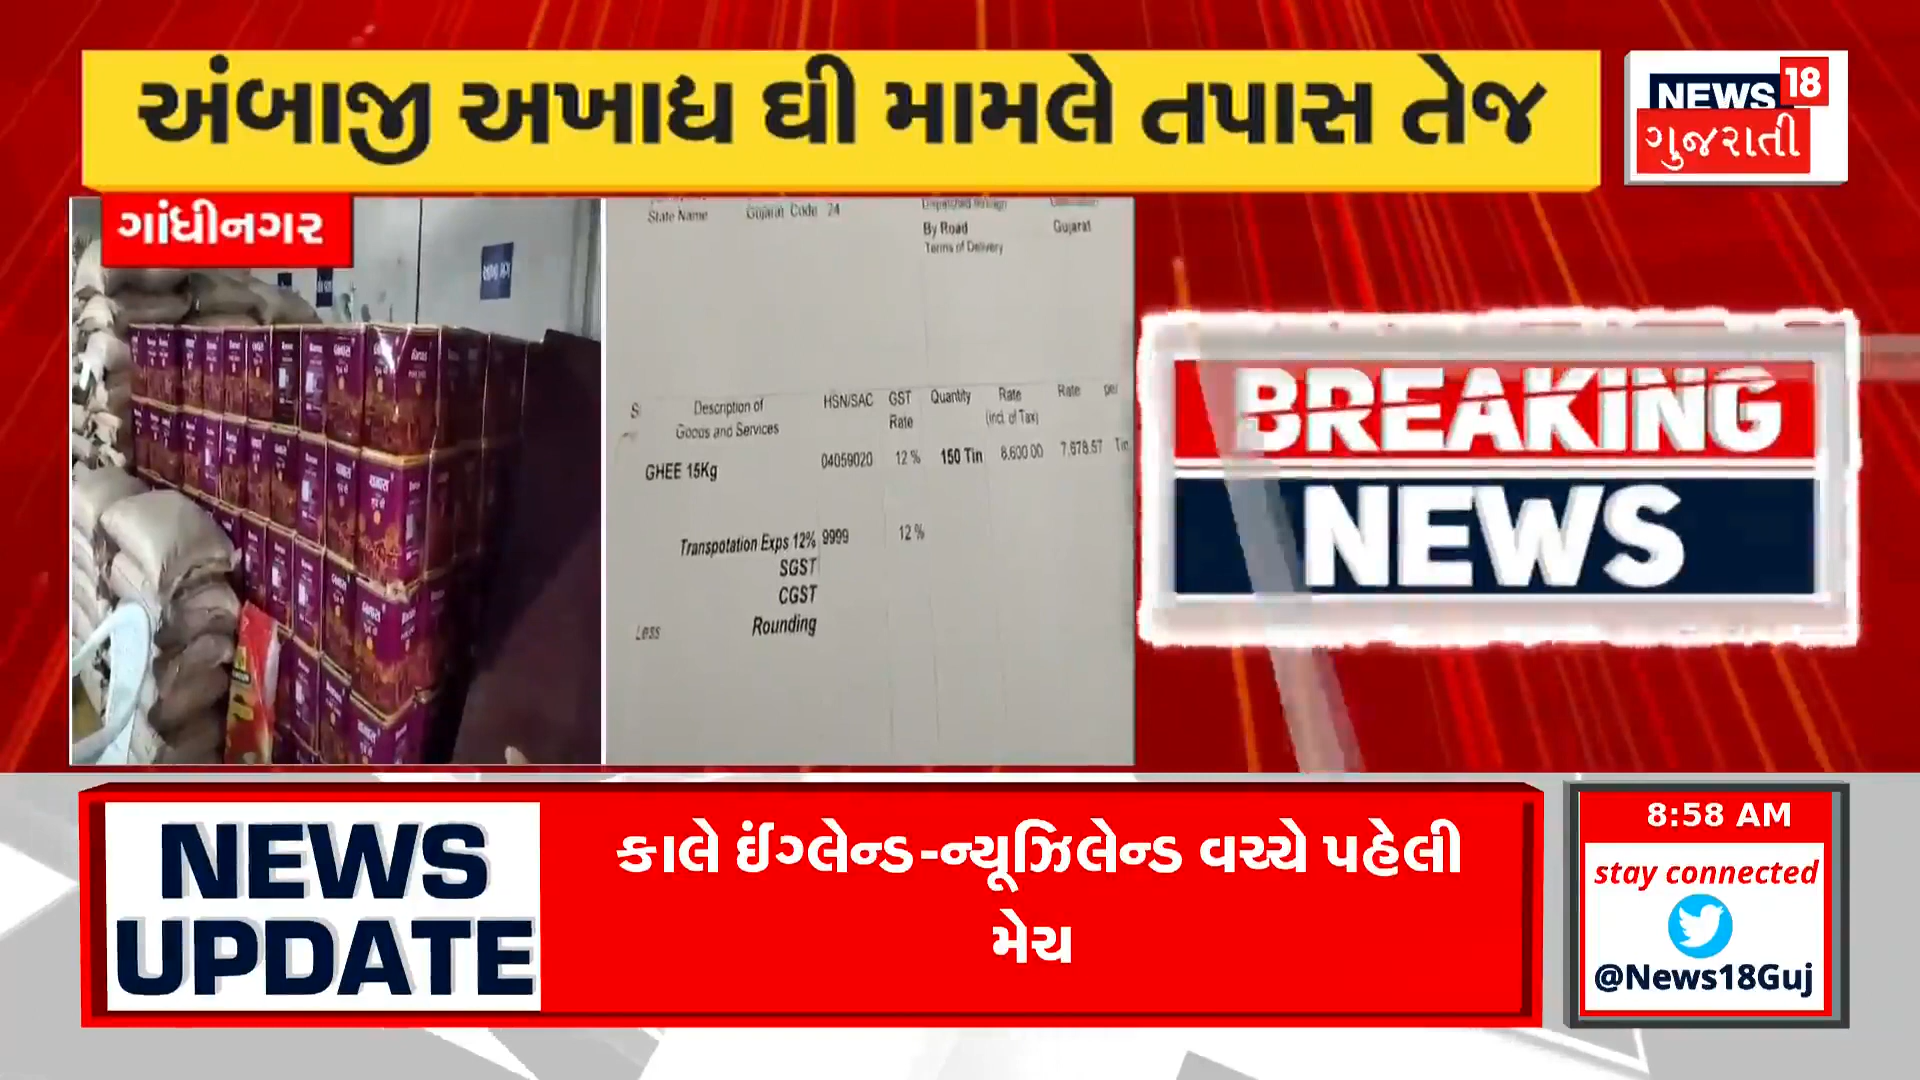 અંબાજી અખાદ્ય ઘી મામલે તપાસ તેજ
NEWS 18
ગુજરાતી
ગાંધીનગર
State Name Gujarat Code 24
By Road Gujarat
Terms of Delivery
Description of HSN/SAC GST Quantity Rate Rate per
Goods and Services Rate (incl. of Tax)
GHEE 15Kg 04059020 12 % 150 Tin 8,600.00 7,678.57 Tin
Transpotation Exps 12% 9999 12 %
SGST
CGST
Less Rounding
BREAKING
NEWS
NEWS
UPDATE
કાલે ઈંગ્લેન્ડ-ન્યૂઝિલેન્ડ વચ્ચે પહેલી
મેચ
8:58 AM
stay connected
@News18Guj